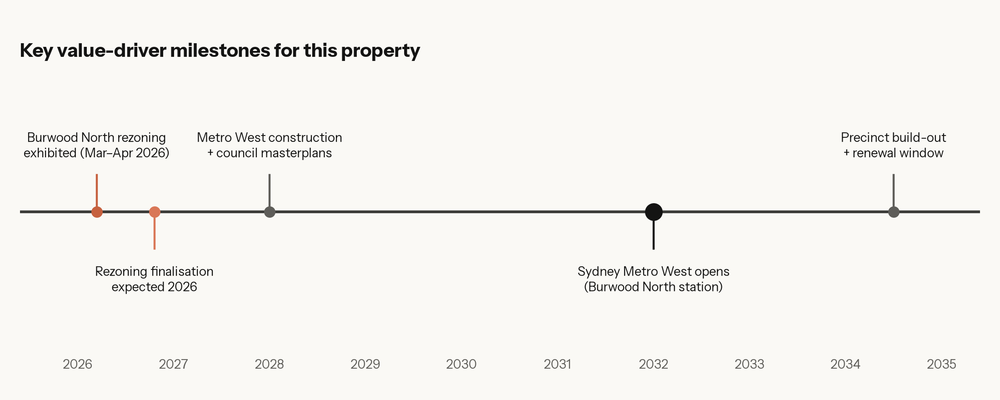 Key value-driver milestones for this property
Burwood North rezoning
exhibited (Mar–Apr 2026)
Metro West construction
+ council masterplans
Precinct build-out
+ renewal window
Rezoning finalisation
expected 2026
Sydney Metro West opens
(Burwood North station)
2026 2027 2028 2029 2030 2031 2032 2033 2034 2035